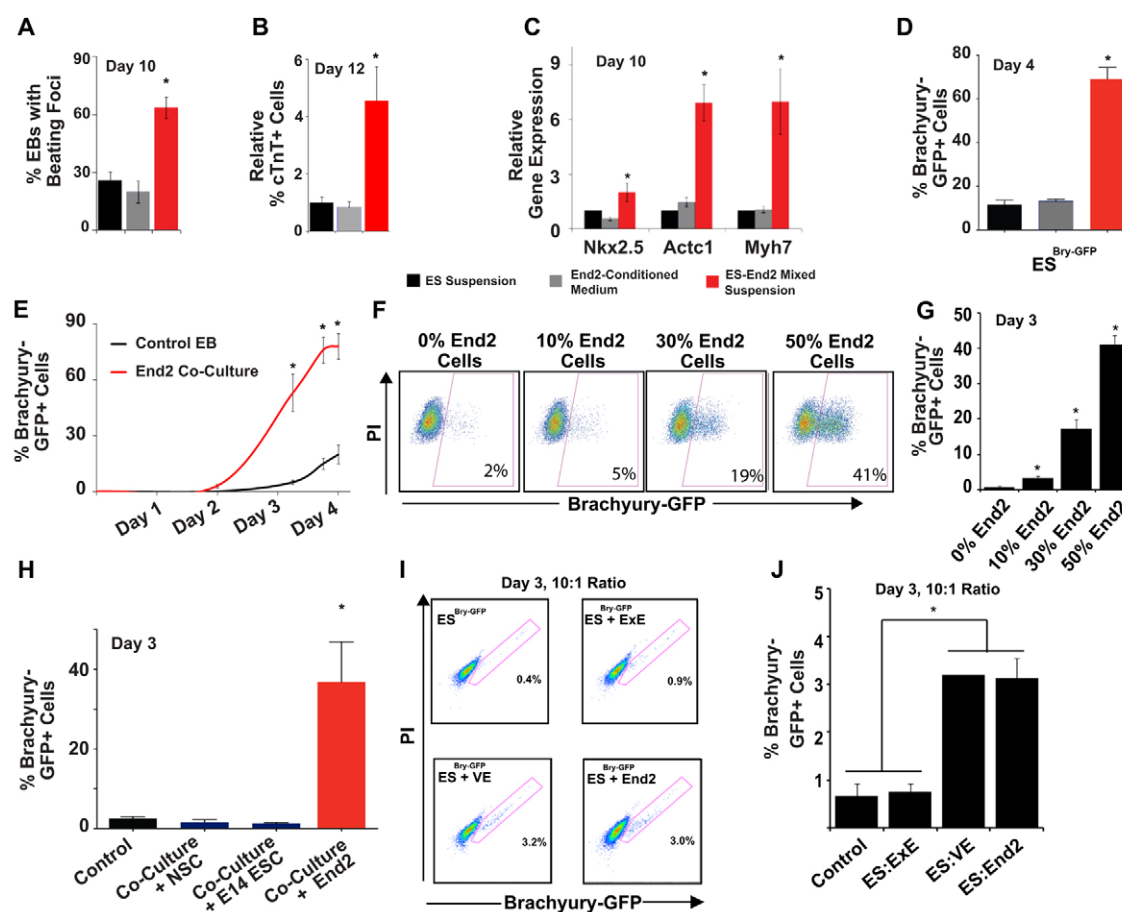 A
Day 10
% EBs with
Beating Foci
90
60
30
0
*
B
Day 12
Relative
% cTnT+ Cells
6
4
2
0
*
C
Day 10
Relative
Gene Expression
9
6
3
0
*
*
*
Nkx2.5 Actc1 Myh7
D
Day 4
% Brachyury-
GFP+ Cells
80
60
40
20
0
*
ES Bry-GFP
ES Suspension
End2-Conditioned
Medium
ES-End2 Mixed
Suspension
E
% Brachyury-
GFP+ Cells
90
60
30
0
Control EB
End2 Co-Culture
*
* *
Day 1 Day 2 Day 3 Day 4
F
0% End2
Cells
10% End2
Cells
30% End2
Cells
50% End2
Cells
PI
2%
5%
19%
41%
Brachyury-GFP
G
Day 3
% Brachyury-
GFP+ Cells
50
40
30
20
10
0
*
*
*
0% End2
10% End2
30% End2
50% End2
H
Day 3
% Brachyury-
GFP+ Cells
60
40
20
0
*
Control
Co-Culture
+ NSC
Co-Culture
+ E14 ESC
Co-Culture
+ End2
I
Day 3, 10:1 Ratio
Bry-GFP
ES
0.4%
Bry-GFP
ES + ExE
0.9%
Bry-GFP
ES + VE
3.2%
Bry-GFP
ES + End2
3.0%
PI
Brachyury-GFP
J
Day 3, 10:1 Ratio
*
% Brachyury-
GFP+ Cells
5
4
3
2
1
Control
ES:ExE
ES:VE
ES:End2